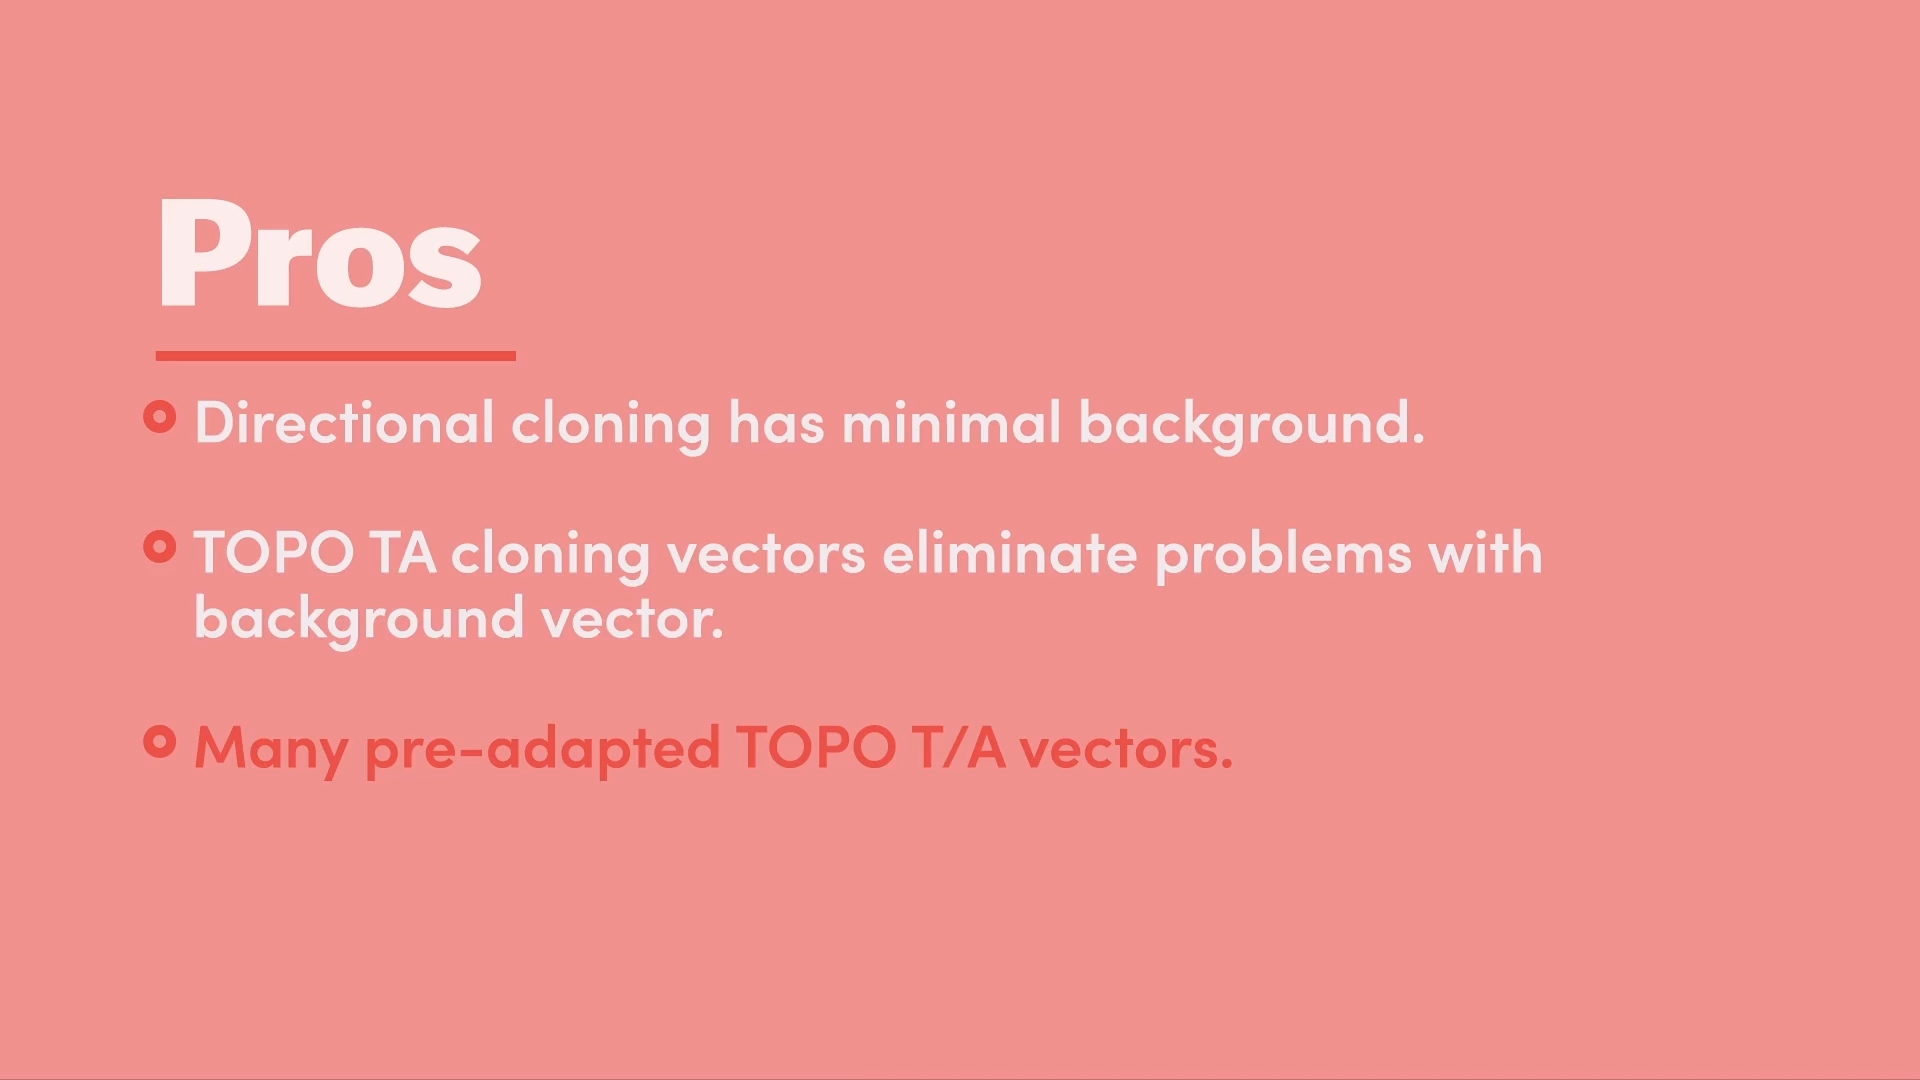 Pros
Directional cloning has minimal background.
TOPO TA cloning vectors eliminate problems with
background vector.
Many pre-adapted TOPO T/A vectors.